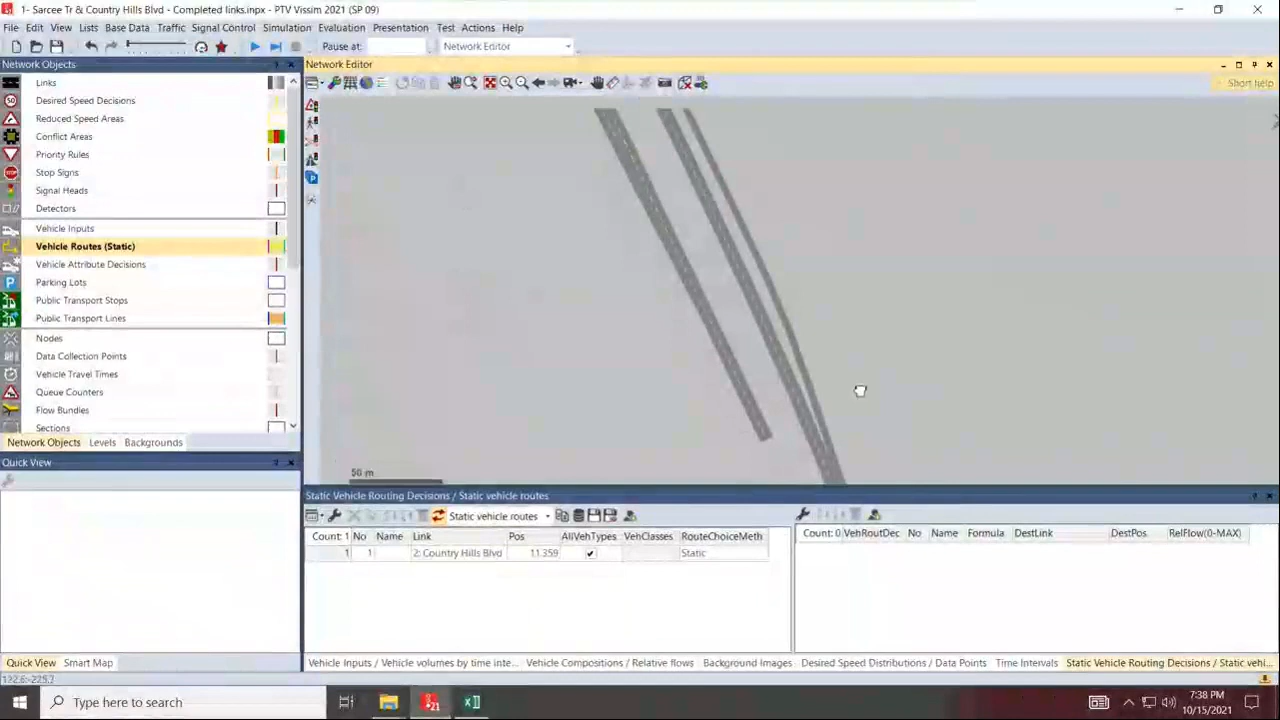 1- Sarcee Tr & Country Hills Blvd - Completed links.inpx - PTV Vissim 2021 (SP 09)
File Edit View Lists Base Data Traffic Signal Control Simulation Evaluation Presentation Test Actions Help
Pause at: Network Editor
Network Objects
Links
Desired Speed Decisions
Reduced Speed Areas
Conflict Areas
Priority Rules
Stop Signs
Signal Heads
Detectors
Vehicle Inputs
Vehicle Routes (Static)
Vehicle Attribute Decisions
Parking Lots
Public Transport Stops
Public Transport Lines
Nodes
Data Collection Points
Vehicle Travel Times
Queue Counters
Flow Bundles
Sections
Network Objects Levels Backgrounds
Quick View
Quick View Smart Map
Network Editor
Short help
50 m
Static Vehicle Routing Decisions / Static vehicle routes
Static vehicle routes
Count: 1 No Name Link Pos AllVehTypes VehClasses RouteChoiceMeth
1 1 2: Country Hills Blvd 11.359 Static
Count: 0 VehRoutDec No Name Formula DestLink DestPos RelFlow(0-MAX)
Vehicle Inputs / Vehicle volumes by time inte... Vehicle Compositions / Relative flows Background Images Desired Speed Distributions / Data Points Time Intervals Static Vehicle Routing Decisions / Static vehi...
Type here to search
7:38 PM
10/15/2021